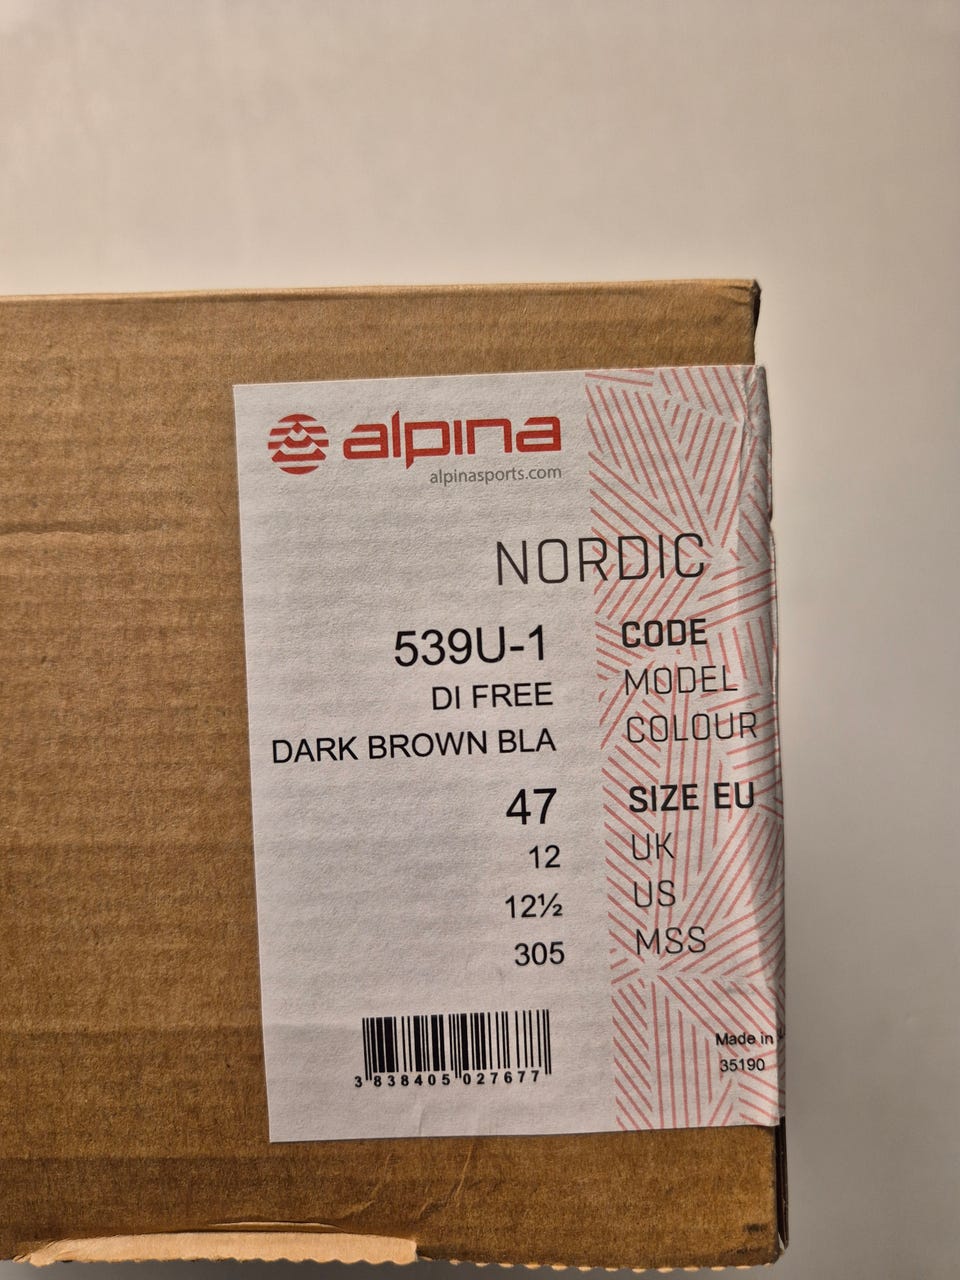 alpina
alpinasports.com
NORDIC
539U-1 CODE
DI FREE MODEL
DARK BROWN BLA COLOUR
47 SIZE EU
12 UK
12½ US
305 MSS
Made in
35190
3 838405 027677